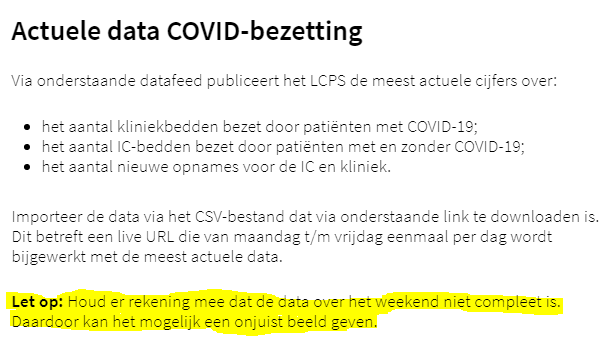 Actuele data COVID-bezetting
Via onderstaande datafeed publiceert het LCPS de meest actuele cijfers over:
• het aantal kliniekbedden bezet door patiënten met COVID-19;
• het aantal IC-bedden bezet door patiënten met en zonder COVID-19;
• het aantal nieuwe opnames voor de IC en kliniek.
Importeer de data via het CSV-bestand dat via onderstaande link te downloaden is.
Dit betreft een live URL die van maandag t/m vrijdag eenmaal per dag wordt
bijgewerkt met de meest actuele data.
Let op: Houd er rekening mee dat de data over het weekend niet compleet is.
Daardoor kan het mogelijk een onjuist beeld geven.